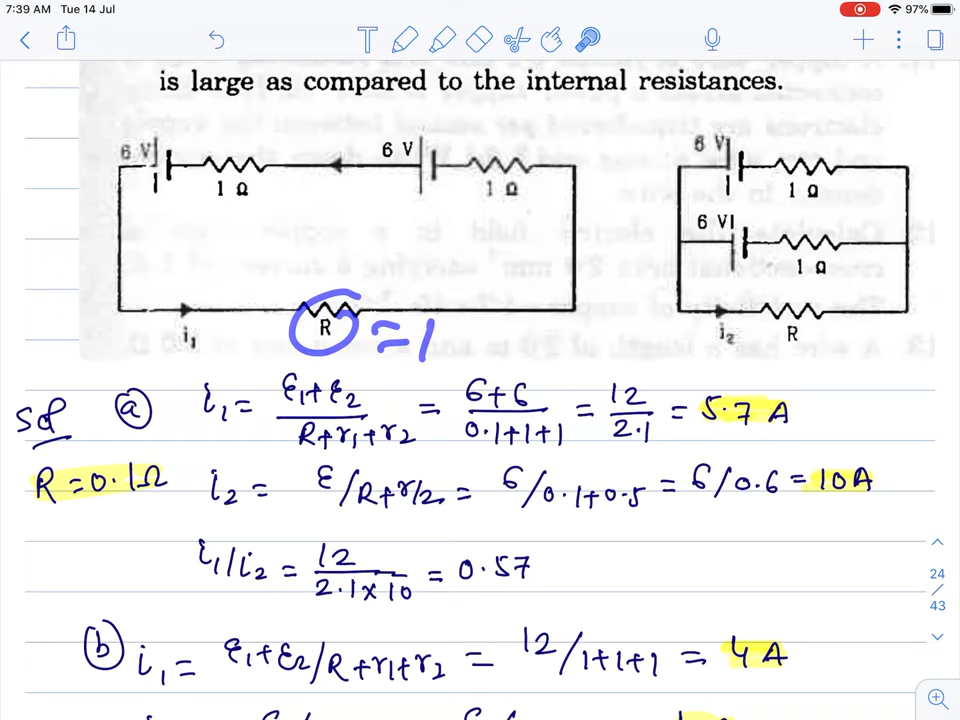 7:39 AM Tue 14 Jul
97%
is large as compared to the internal resistances.
6 V
1 Ω
6 V
1 Ω
i₁
R
= 1
6 V
1 Ω
6 V
1 Ω
i₂
R
Sol
(a) i₁ = ε₁+ε₂ / R+r₁+r₂ = 6+6 / 0.1+1+1 = 12 / 2.1 = 5.7 A
R = 0.1Ω
i₂ = ε/R+r/2 = 6/0.1+0.5 = 6/0.6 = 10A
i₁/i₂ = 12 / 2.1×10 = 0.57
(b) i₁ = ε₁+ε₂/R+r₁+r₂ = 12/1+1+1 = 4 A
24
/
43